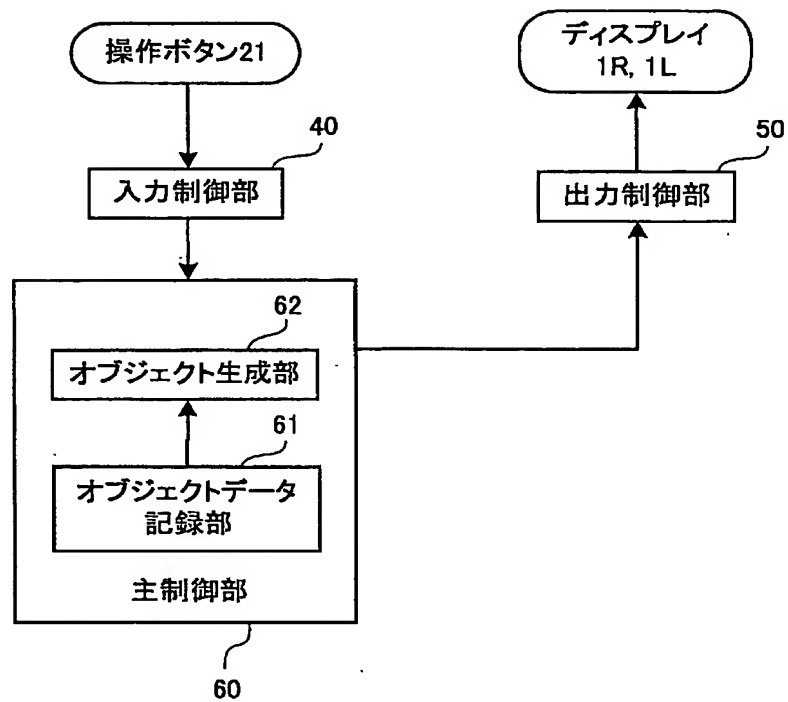 操作ボタン21
ディスプレイ
1R, 1L
40
50
入力制御部
出力制御部
62
オブジェクト生成部
61
オブジェクトデータ
記録部
主制御部
60